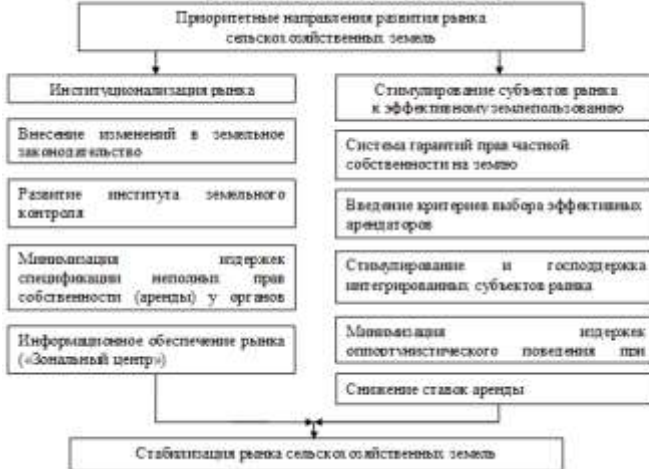 Приоритетные направления развития рынка
сельскохозяйственных земель
Институционализация рынка
Внесение изменений в земельное
законодательство
Развитие института земельного
контроля
Минимизация издержек
спецификации неполных прав
собственности (аренды) у органов
Информационное обеспечение рынка
(«Зональный центр»)
Стимулирование субъектов рынка
к эффективному землепользованию
Система гарантий прав частной
собственности на землю
Введение критериев выбора эффективных
арендаторов
Стимулирование и господдержка
интегрированных субъектов рынка
Минимизация издержек
оппортунистического поведения при
Снижение ставок аренды
Стабилизация рынка сельскохозяйственных земель